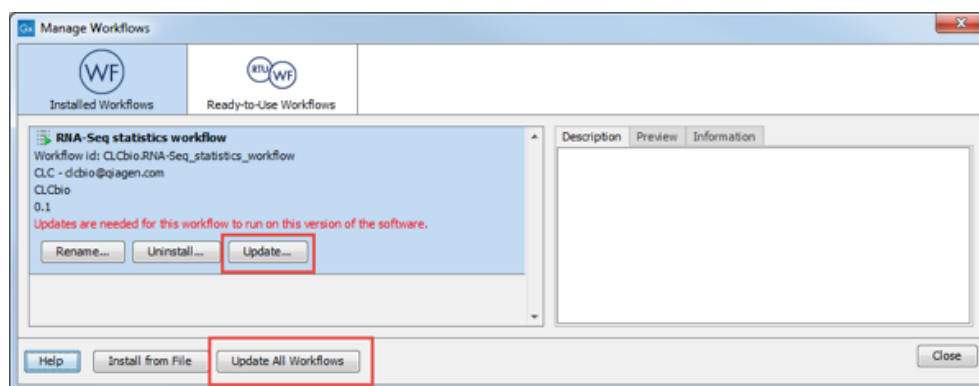 Gx Manage Workflows
WF
RTU WF
Installed Workflows
Ready-to-Use Workflows
RNA-Seq statistics workflow
Workflow id: CLCbio.RNA-Seq_statistics_workflow
CLC - clcbio@qiagen.com
CLCbio
0.1
Updates are needed for this workflow to run on this version of the software.
Rename... Uninstall... Update...
Description Preview Information
Help Install from File Update All Workflows Close